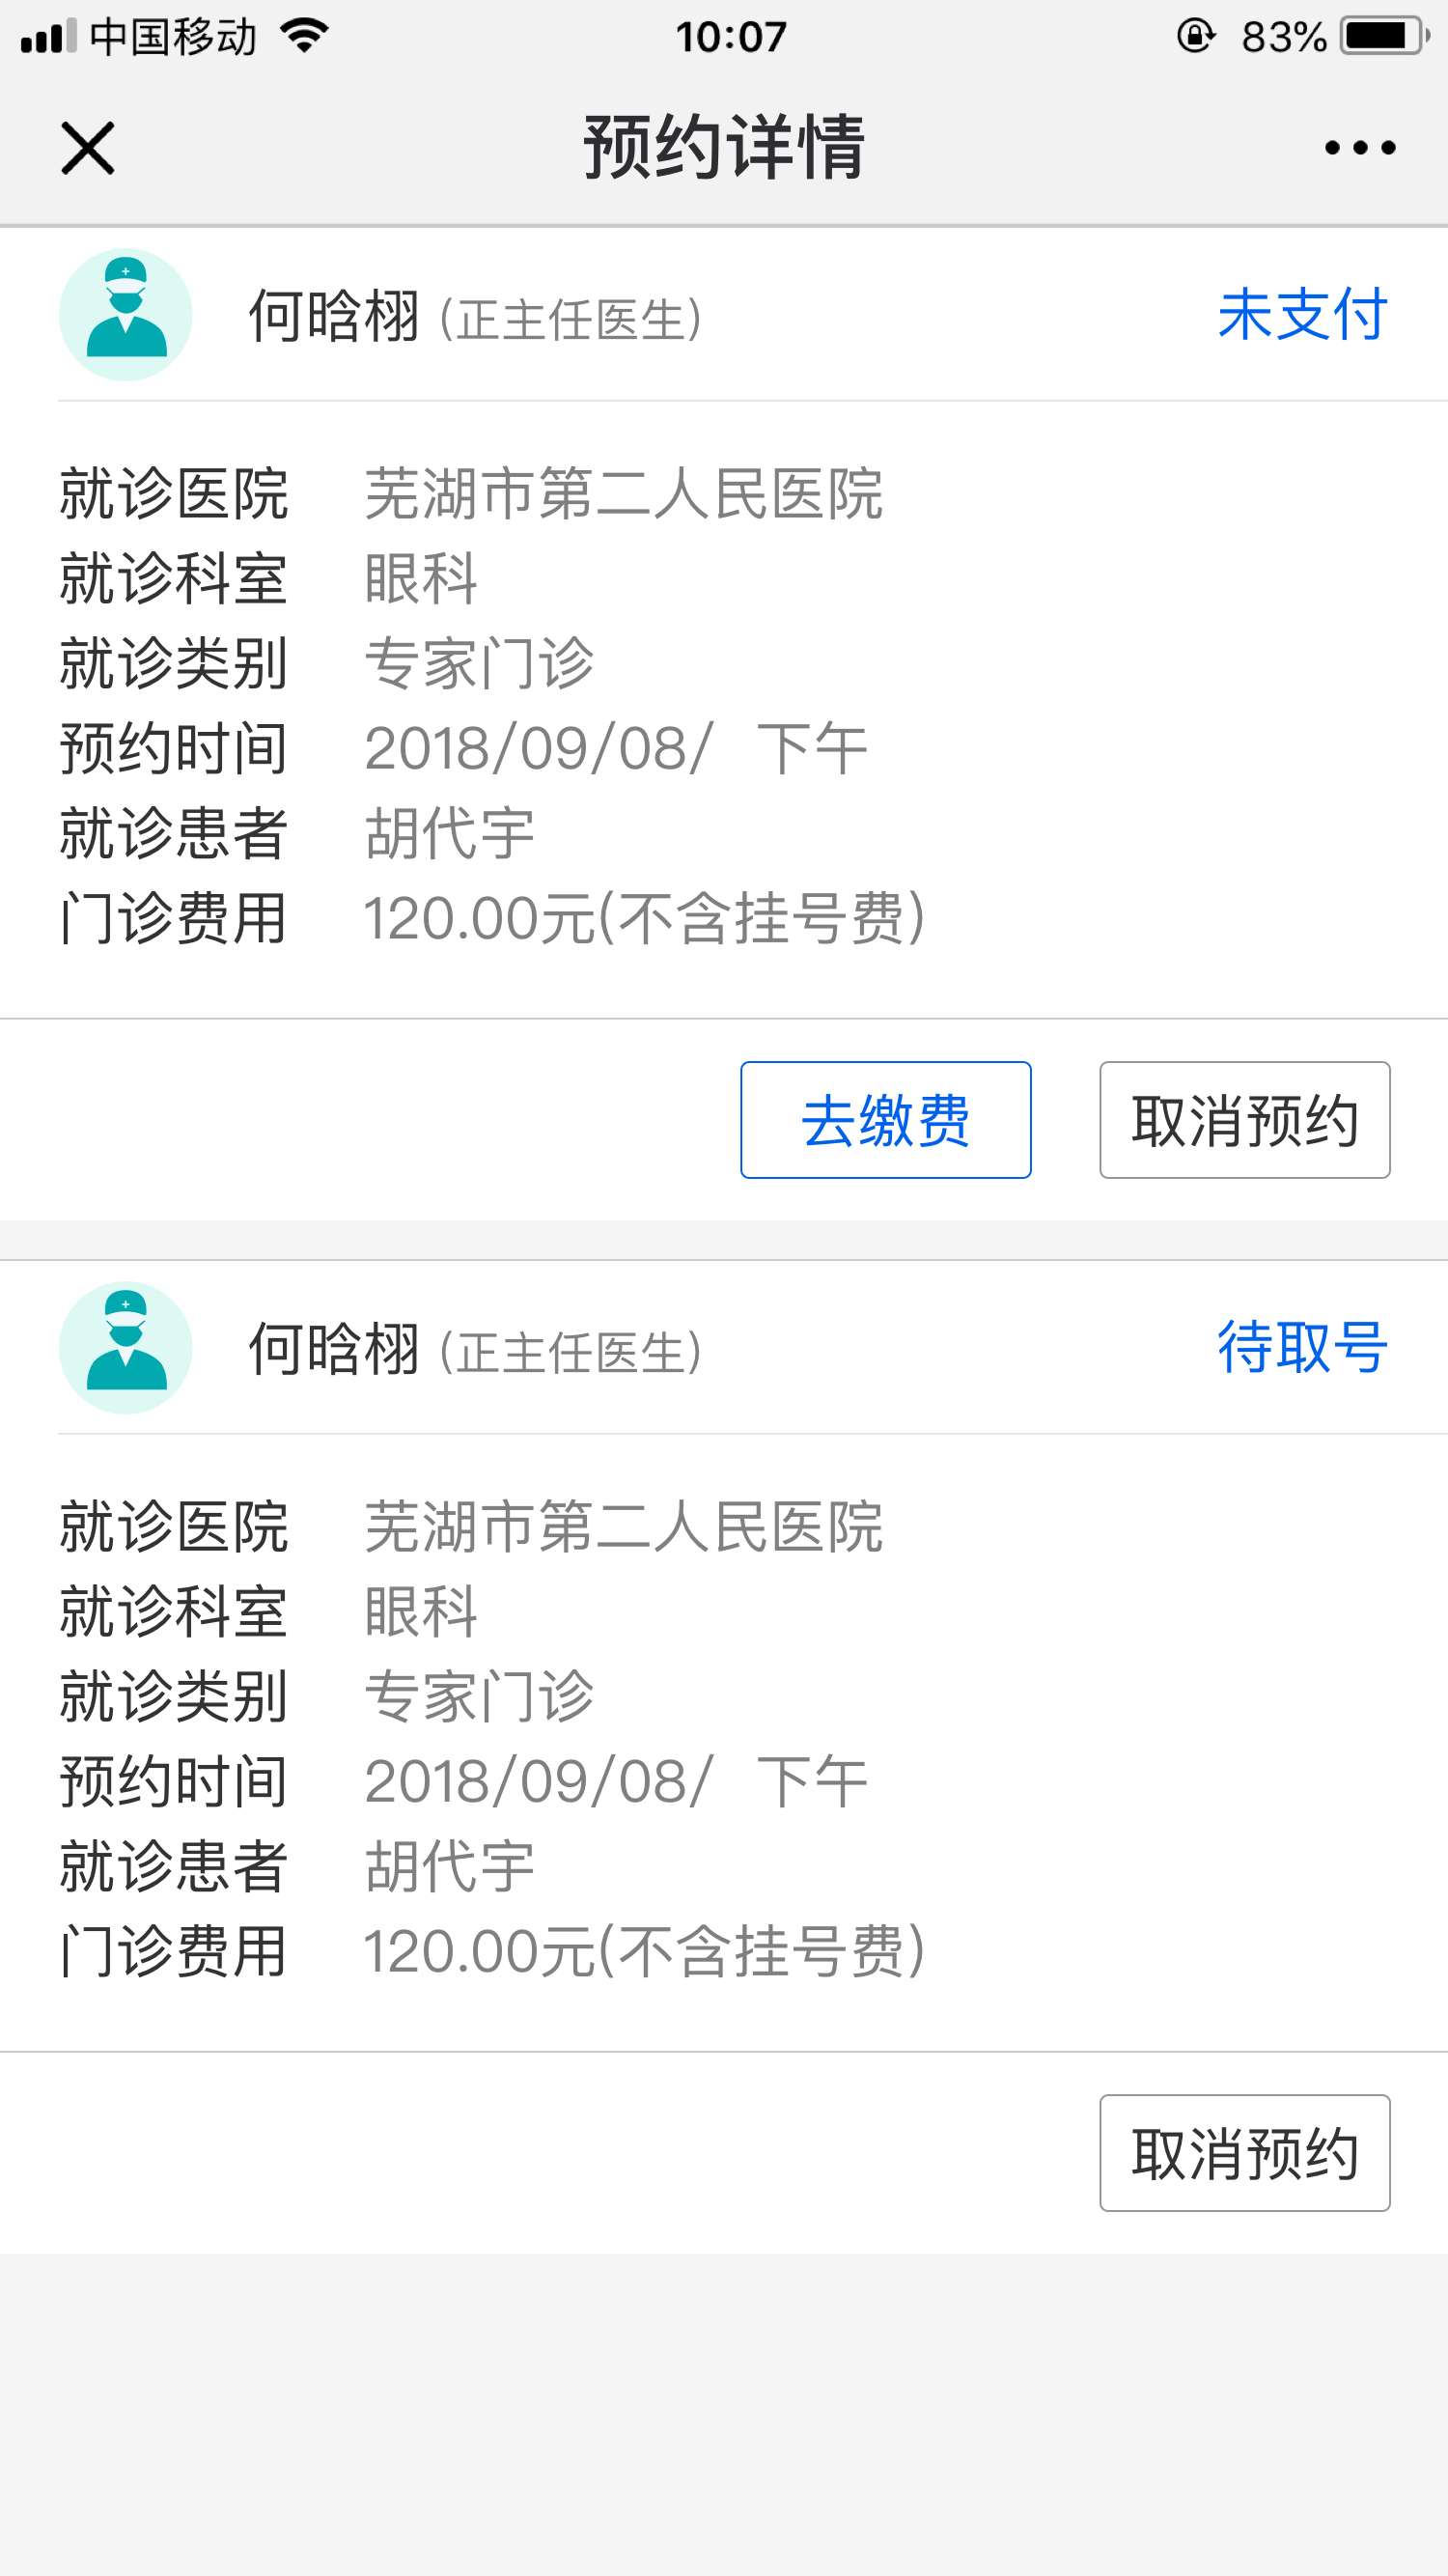 中国移动 10:07 83%
预约详情
何晗栩 (正主任医生) 未支付
就诊医院 芜湖市第二人民医院
就诊科室 眼科
就诊类别 专家门诊
预约时间 2018/09/08/ 下午
就诊患者 胡代宇
门诊费用 120.00元(不含挂号费)
去缴费 取消预约
何晗栩 (正主任医生) 待取号
就诊医院 芜湖市第二人民医院
就诊科室 眼科
就诊类别 专家门诊
预约时间 2018/09/08/ 下午
就诊患者 胡代宇
门诊费用 120.00元(不含挂号费)
取消预约